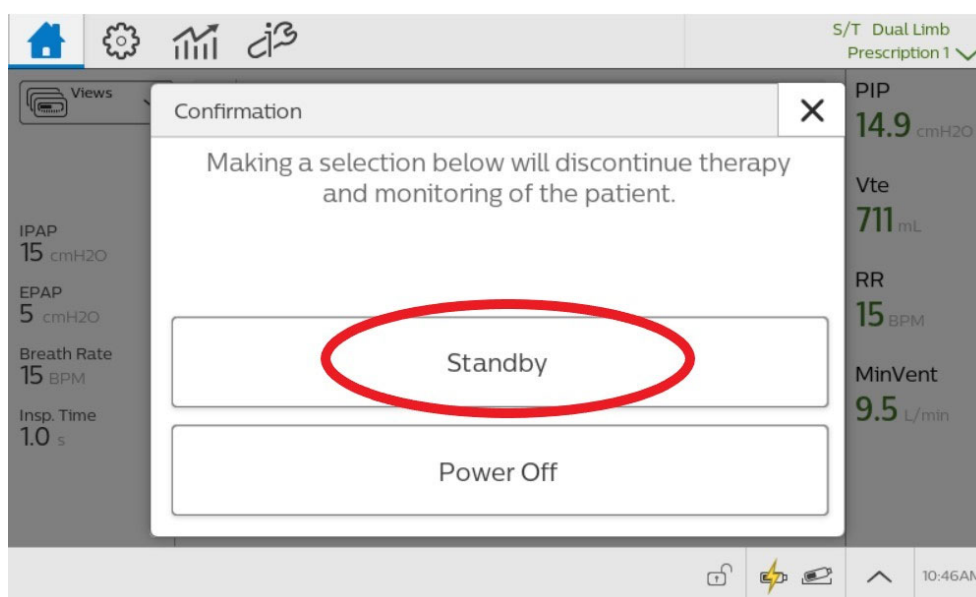 S/T Dual Limb
Prescription 1
Views
Confirmation
Making a selection below will discontinue therapy
and monitoring of the patient.
Standby
Power Off
IPAP
15 cmH2O
EPAP
5 cmH2O
Breath Rate
15 BPM
Insp. Time
1.0 s
PIP
14.9 cmH2O
Vte
711 mL
RR
15 BPM
MinVent
9.5 L/min
10:46AM